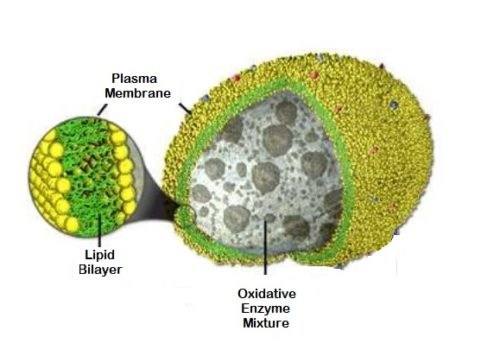 Plasma
Membrane
Lipid
Bilayer
Oxidative
Enzyme
Mixture